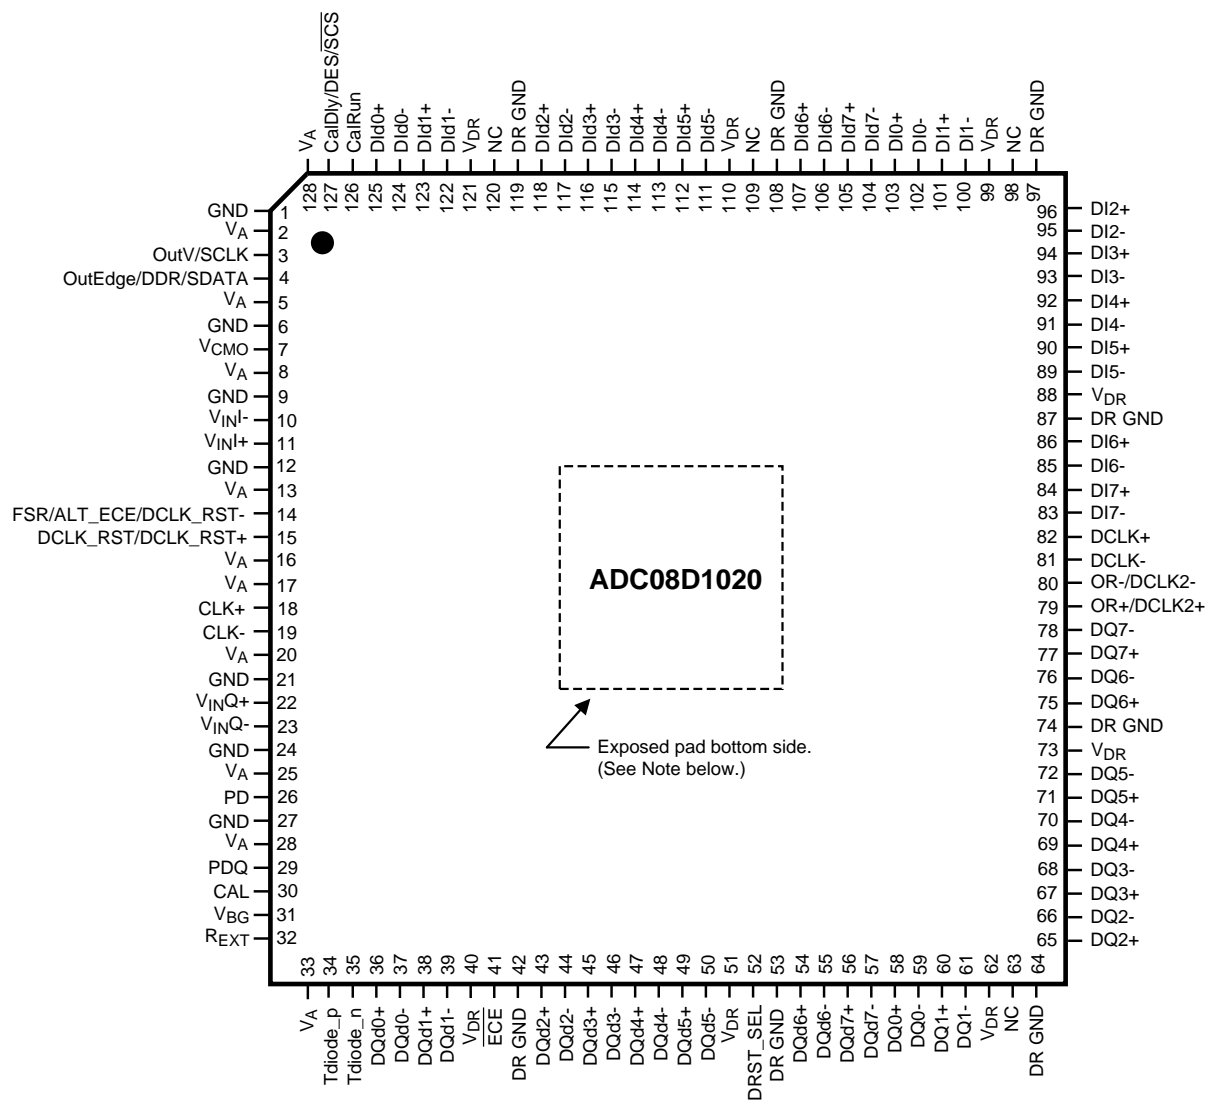 VA
CalDly/DES/SCS
CalRun
DId0+
DId0-
DId1+
DId1-
VDR
NC
DR GND
DId2+
DId2-
DId3+
DId3-
DId4+
DId4-
DId5+
DId5-
VDR
NC
DR GND
DId6+
DId6-
DId7+
DId7-
DI0+
DI0-
DI1+
DI1-
VDR
NC
DR GND
128
127
126
125
124
123
122
121
120
119
118
117
116
115
114
113
112
111
110
109
108
107
106
105
104
103
102
101
100
99
98
97
GND 1
VA 2
OutV/SCLK 3
OutEdge/DDR/SDATA 4
VA 5
GND 6
VCMO 7
VA 8
GND 9
VINI- 10
VINI+ 11
GND 12
VA 13
FSR/ALT_ECE/DCLK_RST- 14
DCLK_RST/DCLK_RST+ 15
VA 16
VA 17
CLK+ 18
CLK- 19
VA 20
GND 21
VINQ+ 22
VINQ- 23
GND 24
VA 25
PD 26
GND 27
VA 28
PDQ 29
CAL 30
VBG 31
REXT 32
ADC08D1020
Exposed pad bottom side.
(See Note below.)
96 DI2+
95 DI2-
94 DI3+
93 DI3-
92 DI4+
91 DI4-
90 DI5+
89 DI5-
88 VDR
87 DR GND
86 DI6+
85 DI6-
84 DI7+
83 DI7-
82 DCLK+
81 DCLK-
80 OR-/DCLK2-
79 OR+/DCLK2+
78 DQ7-
77 DQ7+
76 DQ6-
75 DQ6+
74 DR GND
73 VDR
72 DQ5-
71 DQ5+
70 DQ4-
69 DQ4+
68 DQ3-
67 DQ3+
66 DQ2-
65 DQ2+
33
34
35
36
37
38
39
40
41
42
43
44
45
46
47
48
49
50
51
52
53
54
55
56
57
58
59
60
61
62
63
64
VA
Tdiode_p
Tdiode_n
DQd0+
DQd0-
DQd1+
DQd1-
VDR
ECE
DR GND
DQd2+
DQd2-
DQd3+
DQd3-
DQd4+
DQd4-
DQd5+
DQd5-
VDR
DRST_SEL
DR GND
DQd6+
DQd6-
DQd7+
DQd7-
DQ0+
DQ0-
DQ1+
DQ1-
VDR
NC
DR GND